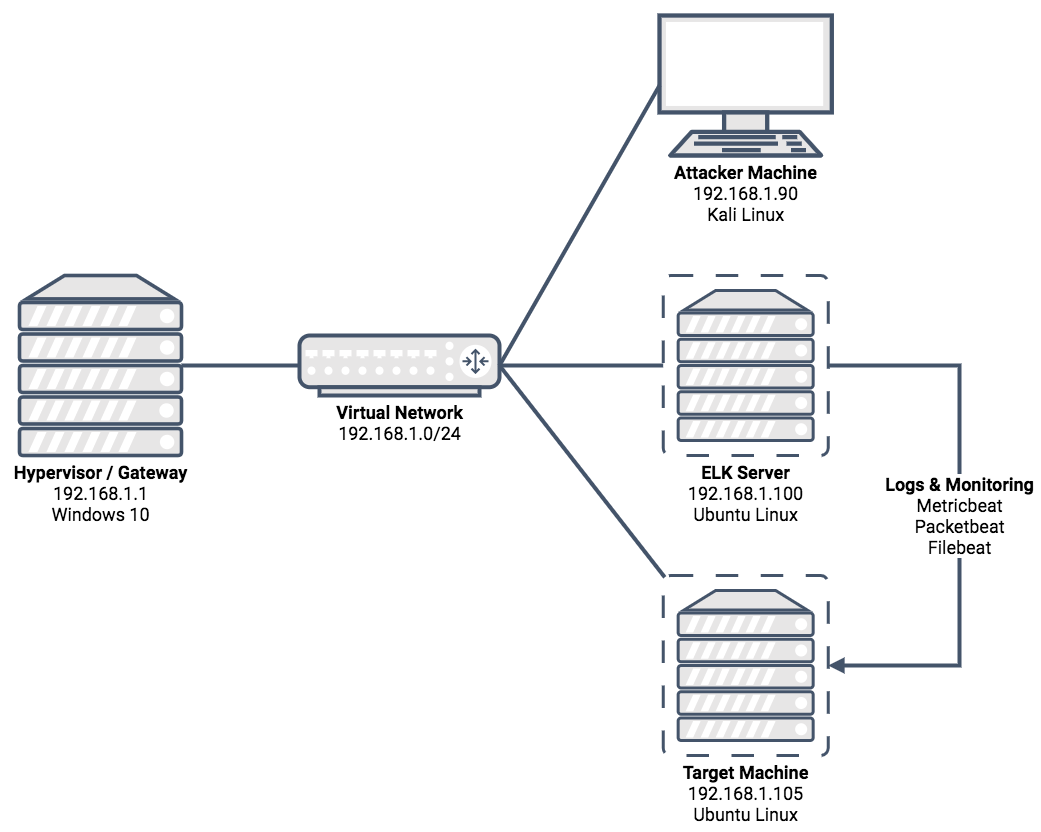 Attacker Machine
192.168.1.90
Kali Linux
Hypervisor / Gateway
192.168.1.1
Windows 10
Virtual Network
192.168.1.0/24
ELK Server
192.168.1.100
Ubuntu Linux
Logs & Monitoring
Metricbeat
Packetbeat
Filebeat
Target Machine
192.168.1.105
Ubuntu Linux